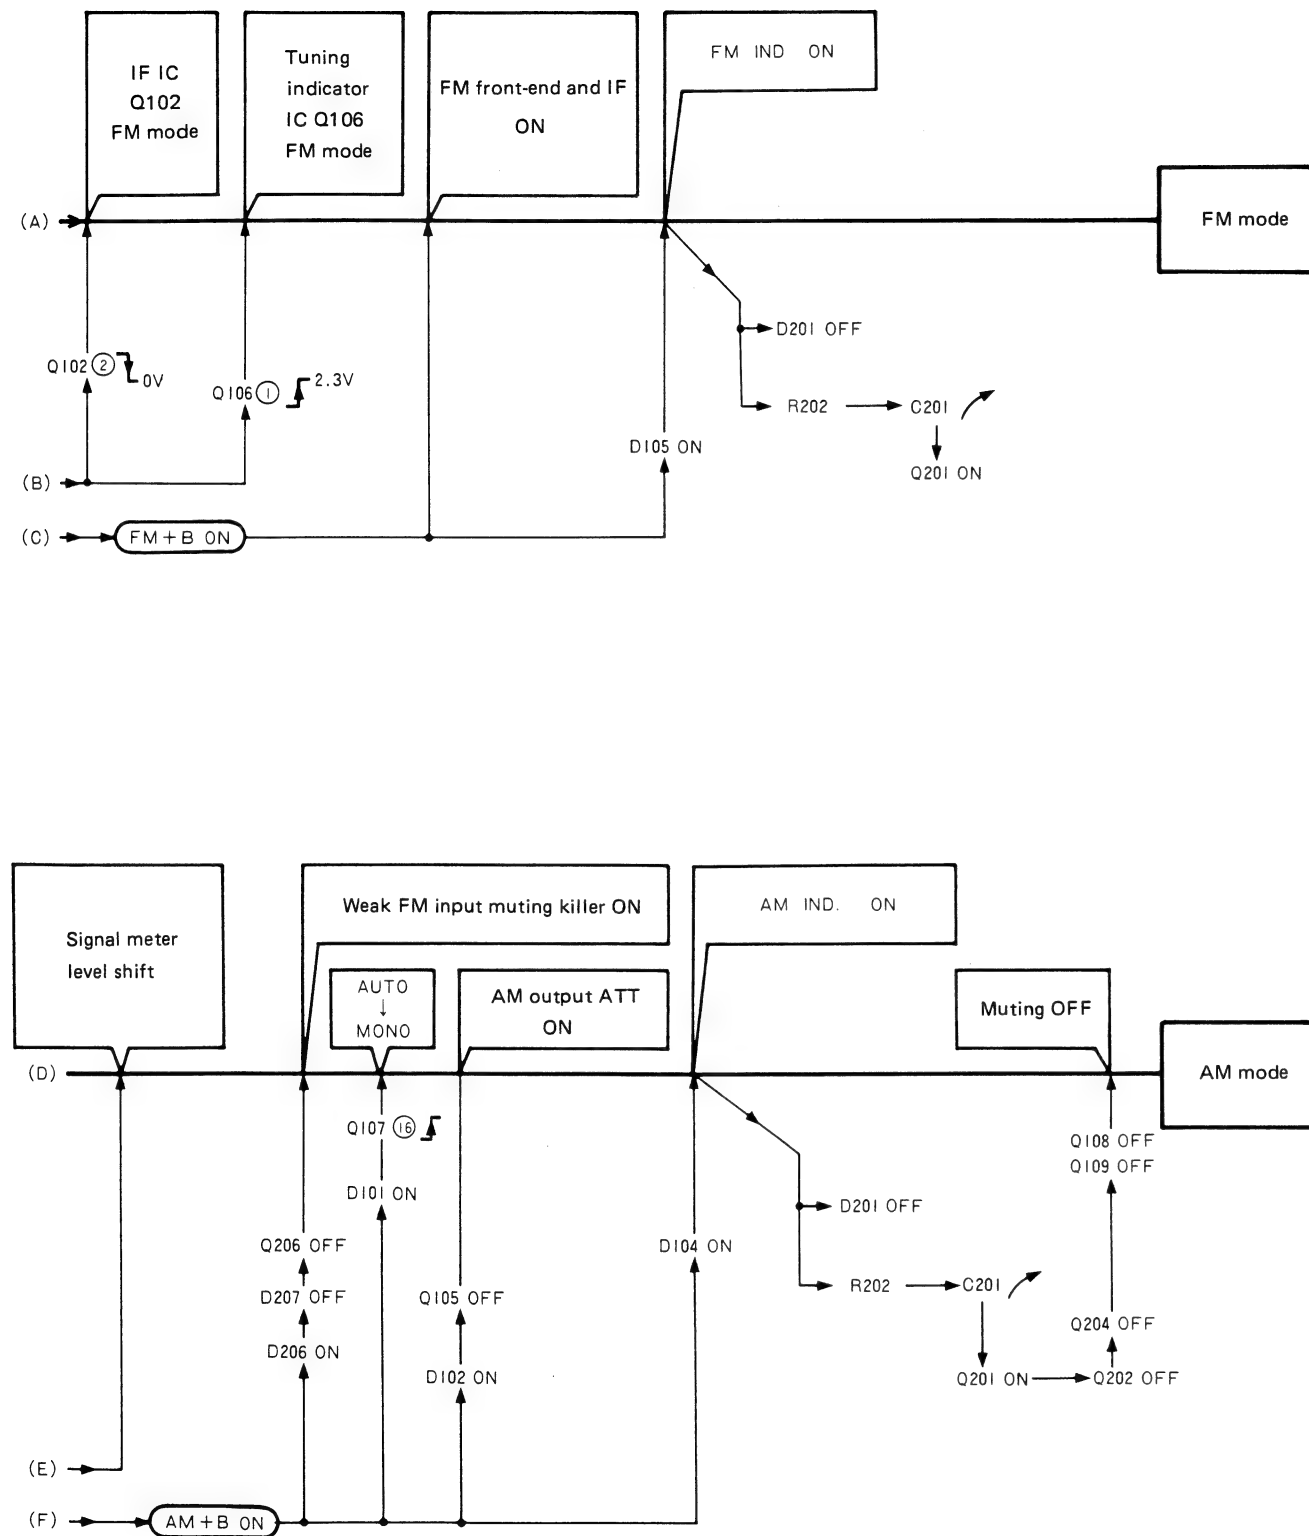 IF IC
Q102
FM mode
Tuning
indicator
IC Q106
FM mode
FM front-end and IF
ON
FM IND ON
(A)
FM mode
D201 OFF
Q102 ②
0V
Q106 ①
2.3V
R202
C201
D105 ON
Q201 ON
(B)
(C)
FM+B ON
Signal meter
level shift
Weak FM input muting killer ON
AUTO
↓
MONO
AM output ATT
ON
AM IND. ON
Muting OFF
(D)
AM mode
Q107 ⑯
Q108 OFF
Q109 OFF
D101 ON
D201 OFF
Q206 OFF
D104 ON
R202
C201
D207 OFF
Q105 OFF
Q204 OFF
D206 ON
D102 ON
Q201 ON
Q202 OFF
(E)
(F)
AM+B ON